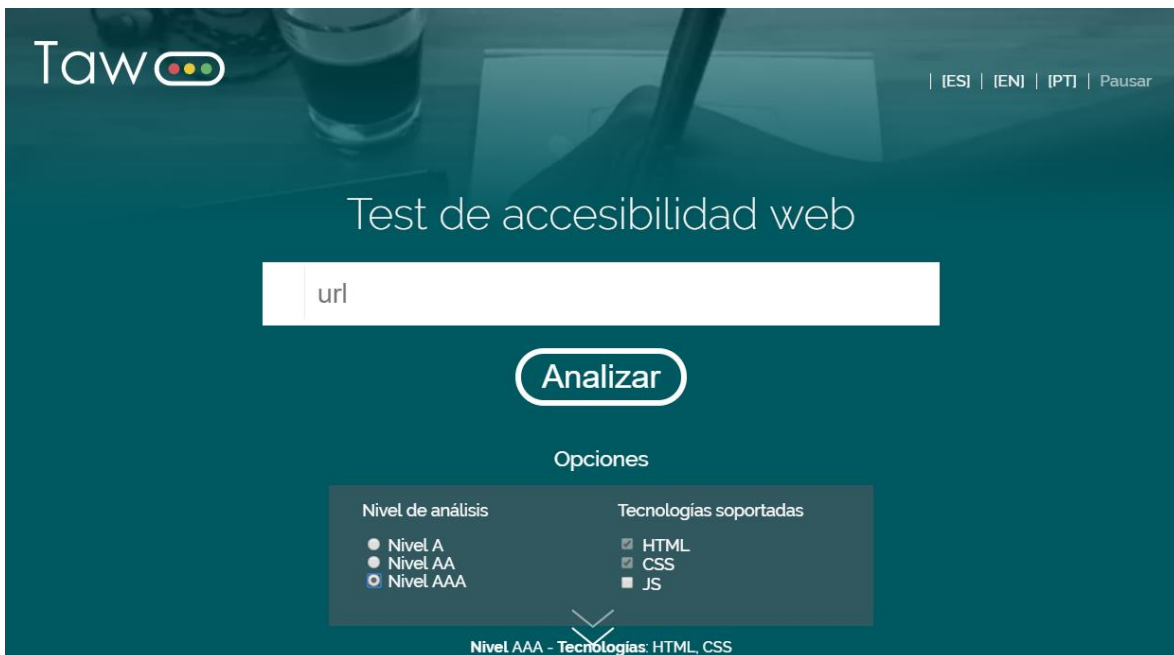 Taw
| [ES] | [EN] | [PT] | Pausar
Test de accesibilidad web
url
Analizar
Opciones
Nivel de análisis
Nivel A
Nivel AA
Nivel AAA
Tecnologías soportadas
HTML
CSS
JS
Nivel AAA - Tecnologías: HTML, CSS